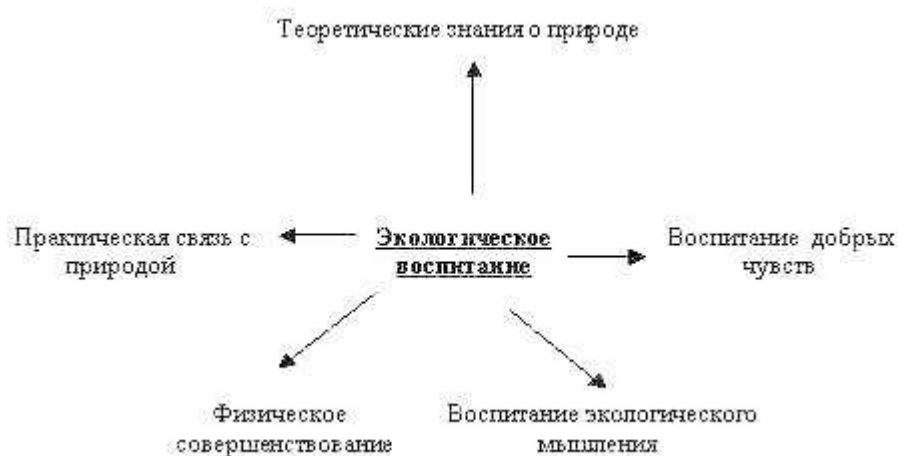 Теоретические знания о природе
Практическая связь с
природой
Экологическое
воспитание
Воспитание добрых
чувств
Физическое
совершенствование
Воспитание экологического
мышления